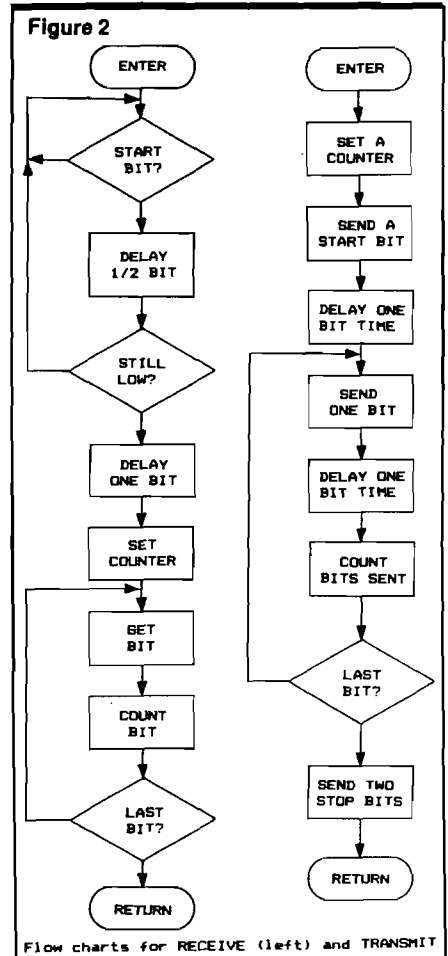 Figure 2
ENTER
START
BIT?
DELAY
1/2 BIT
STILL
LOW?
DELAY
ONE BIT
SET
COUNTER
GET
BIT
COUNT
BIT
LAST
BIT?
RETURN
ENTER
SET A
COUNTER
SEND A
START BIT
DELAY ONE
BIT TIME
SEND
ONE BIT
DELAY ONE
BIT TIME
COUNT
BITS SENT
LAST
BIT?
SEND TWO
STOP BITS
RETURN
Flow charts for RECEIVE (left) and TRANSMIT